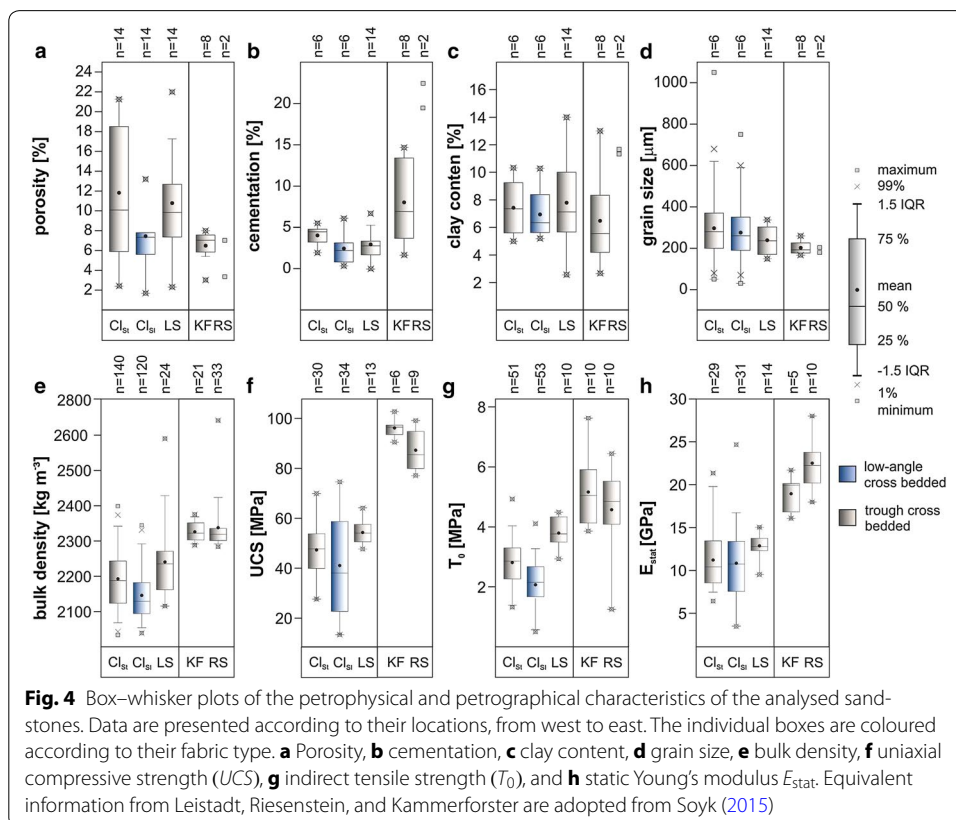 a
n=14
n=14
n=14
n=8
n=2
porosity [%]
24
22
20
18
16
14
12
10
8
6
4
2
Cl_St
Cl_Sl
LS
KF
RS
b
n=6
n=6
n=14
n=8
n=2
cementation [%]
20
15
10
5
0
Cl_St
Cl_Sl
LS
KF
RS
c
n=6
n=6
n=14
n=8
n=2
clay conten [%]
16
14
12
10
8
6
4
2
Cl_St
Cl_Sl
LS
KF
RS
d
n=6
n=6
n=14
n=8
n=2
grain size [µm]
1000
800
600
400
200
0
Cl_St
Cl_Sl
LS
KF
RS
maximum
99%
1.5 IQR
75 %
mean
50 %
25 %
-1.5 IQR
1%
minimum
e
n=140
n=120
n=24
n=21
n=33
bulk density [kg m⁻³]
2800
2700
2600
2500
2400
2300
2200
2100
Cl_St
Cl_Sl
LS
KF
RS
f
n=30
n=34
n=13
n=6
n=9
UCS [MPa]
100
80
60
40
20
Cl_St
Cl_Sl
LS
KF
RS
g
n=51
n=53
n=10
n=10
n=10
T₀ [MPa]
8
6
4
2
Cl_St
Cl_Sl
LS
KF
RS
h
n=29
n=31
n=14
n=5
n=10
E_stat [GPa]
30
25
20
15
10
5
Cl_St
Cl_Sl
LS
KF
RS
low-angle
cross bedded
trough cross
bedded
Fig. 4 Box–whisker plots of the petrophysical and petrographical characteristics of the analysed sand-
stones. Data are presented according to their locations, from west to east. The individual boxes are coloured
according to their fabric type. a Porosity, b cementation, c clay content, d grain size, e bulk density, f uniaxial
compressive strength (UCS), g indirect tensile strength (T₀), and h static Young's modulus E_stat. Equivalent
information from Leistadt, Riesenstein, and Kammerforster are adopted from Soyk (2015)